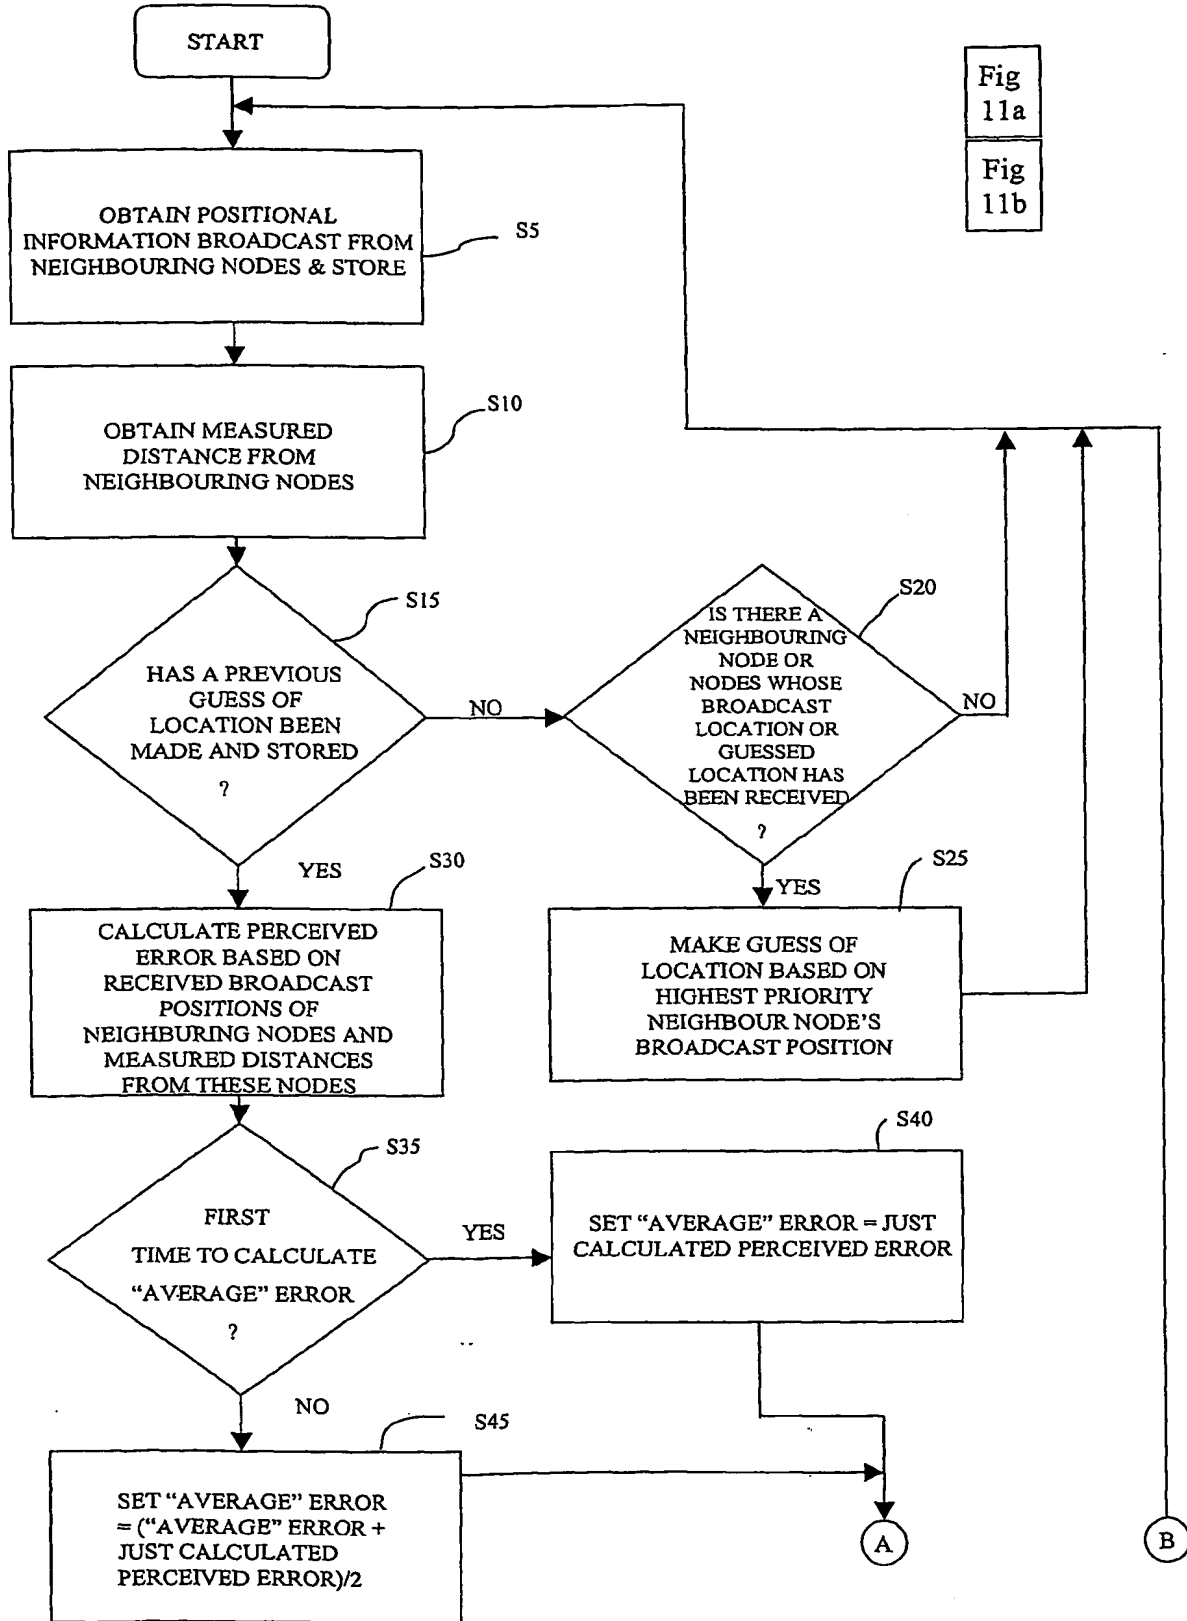 START
Fig
11a
Fig
11b
OBTAIN POSITIONAL
INFORMATION BROADCAST FROM
NEIGHBOURING NODES & STORE
S5
OBTAIN MEASURED
DISTANCE FROM
NEIGHBOURING NODES
S10
HAS A PREVIOUS
GUESS OF
LOCATION BEEN
MADE AND STORED
?
S15
NO
IS THERE A
NEIGHBOURING
NODE OR
NODES WHOSE
BROADCAST
LOCATION OR
GUESSED
LOCATION HAS
BEEN RECEIVED
?
S20
NO
YES
S30
YES
S25
CALCULATE PERCEIVED
ERROR BASED ON
RECEIVED BROADCAST
POSITIONS OF
NEIGHBURING NODES AND
MEASURED DISTANCES
FROM THESE NODES
MAKE GUESS OF
LOCATION BASED ON
HIGHEST PRIORITY
NEIGHBOUR NODE'S
BROADCAST POSITION
S35
FIRST
TIME TO CALCULATE
“AVERAGE” ERROR
?
YES
S40
SET “AVERAGE” ERROR = JUST
CALCULATED PERCEIVED ERROR
NO
S45
SET “AVERAGE” ERROR
= (“AVERAGE” ERROR +
JUST CALCULATED
PERCEIVED ERROR)/2
A
B